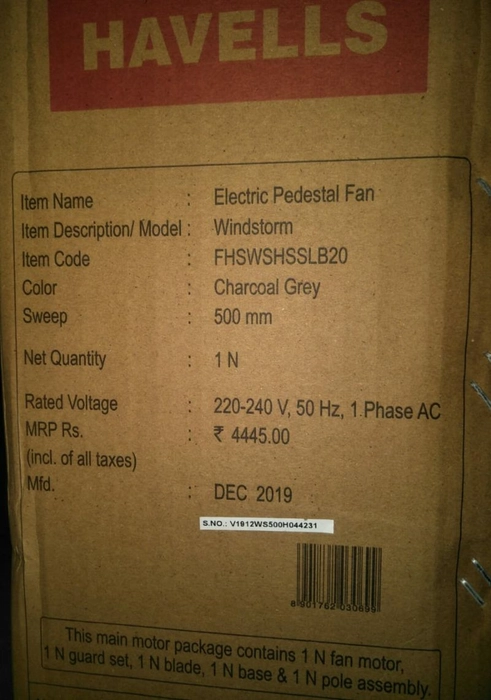 HAVELLS
Item Name : Electric Pedestal Fan
Item Description/ Model : Windstorm
Item Code : FHSWSHSSLB20
Color : Charcoal Grey
Sweep : 500 mm
Net Quantity : 1 N
Rated Voltage : 220-240 V, 50 Hz, 1 Phase AC
MRP Rs. : ₹ 4445.00
(incl. of all taxes)
Mfd. : DEC 2019
S.NO.: V1912WS500H044231
This main motor package contains 1 N fan motor,
1 N guard set, 1 N blade, 1 N base & 1 N pole assembly.